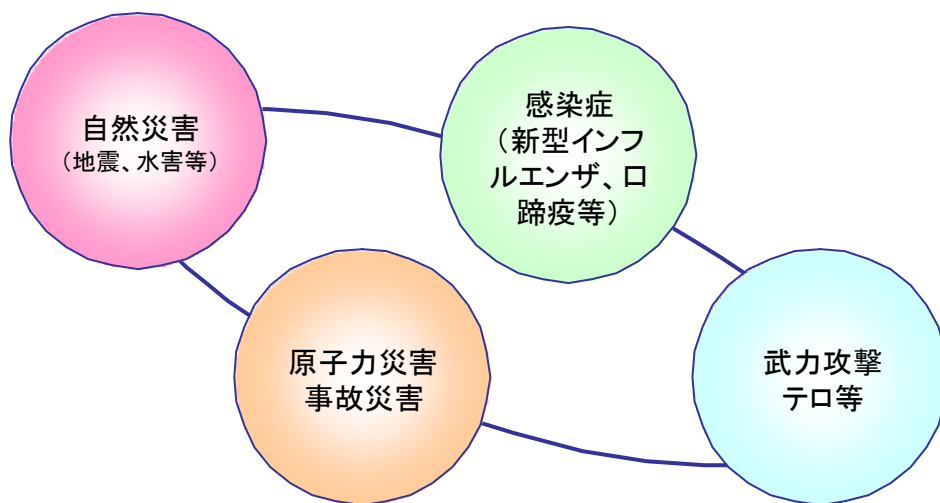 自然災害
（地震、水害等）
感染症
（新型インフ
ルエンザ、口
蹄疫等）
原子力災害
事故災害
武力攻撃
テロ等